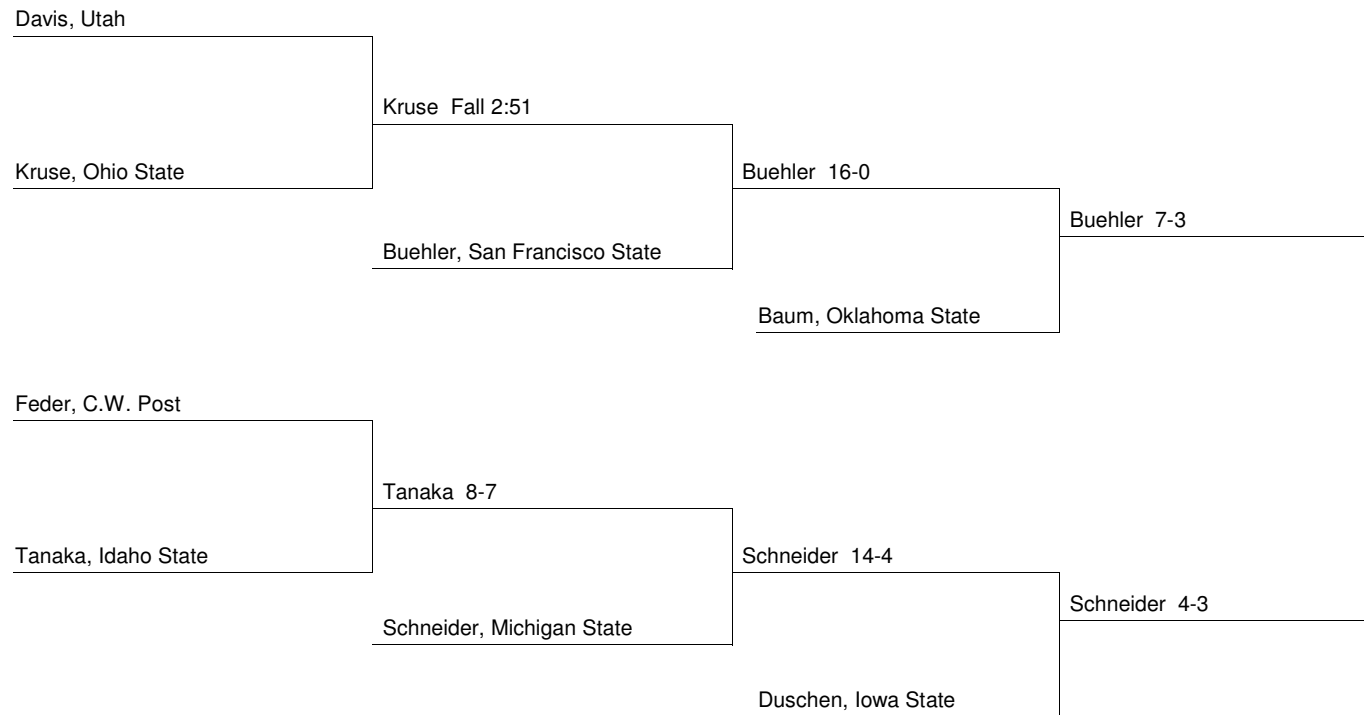 Davis, Utah
Kruse Fall 2:51
Kruse, Ohio State
Buehler 16-0
Buehler 7-3
Buehler, San Francisco State
Baum, Oklahoma State
Feder, C.W. Post
Tanaka 8-7
Tanaka, Idaho State
Schneider 14-4
Schneider 4-3
Schneider, Michigan State
Duschen, Iowa State